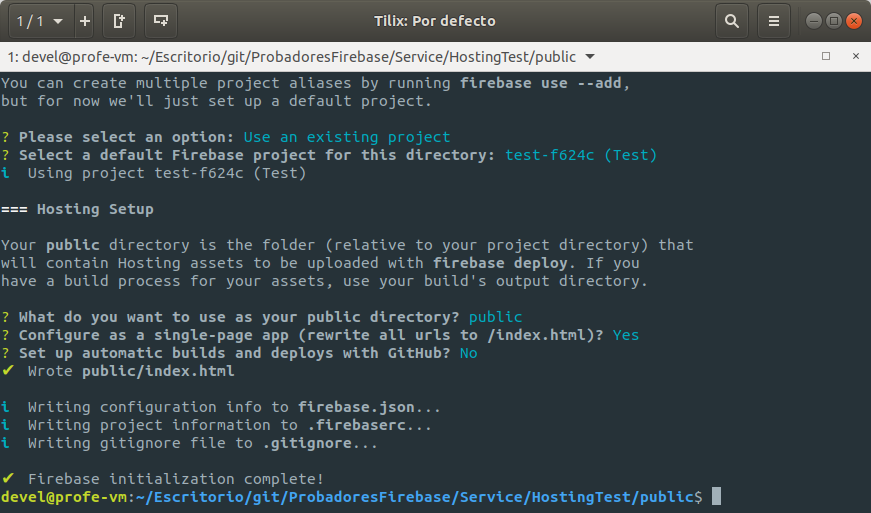 1 / 1
Tilix: Por defecto
1: devel@profe-vm: ~/Escritorio/git/ProbadoresFirebase/Service/HostingTest/public
You can create multiple project aliases by running firebase use --add,
but for now we'll just set up a default project.
? Please select an option: Use an existing project
? Select a default Firebase project for this directory: test-f624c (Test)
i  Using project test-f624c (Test)
=== Hosting Setup
Your public directory is the folder (relative to your project directory) that
will contain Hosting assets to be uploaded with firebase deploy. If you
have a build process for your assets, use your build's output directory.
? What do you want to use as your public directory? public
? Configure as a single-page app (rewrite all urls to /index.html)? Yes
? Set up automatic builds and deploys with GitHub? No
✔  Wrote public/index.html
i  Writing configuration info to firebase.json...
i  Writing project information to .firebaserc...
i  Writing gitignore file to .gitignore...
✔  Firebase initialization complete!
devel@profe-vm:~/Escritorio/git/ProbadoresFirebase/Service/HostingTest/public$